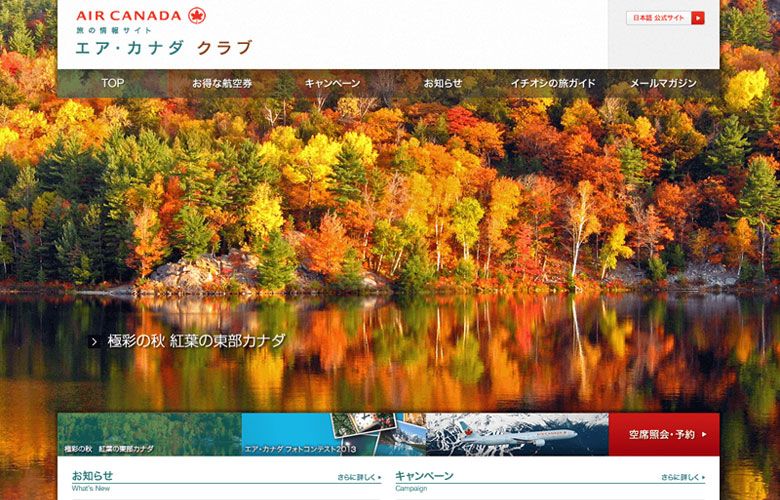 AIR CANADA
旅の情報サイト
エア・カナダ クラブ
日本語 公式サイト
TOP
お得な航空券
キャンペーン
お知らせ
イチオシの旅ガイド
メールマガジン
極彩の秋 紅葉の東部カナダ
極彩の秋 紅葉の東部カナダ
エア・カナダ フォトコンテスト2013
AIR CANADA
空席照会・予約
お知らせ
さらに詳しく
What's New
キャンペーン
さらに詳しく
Campaign